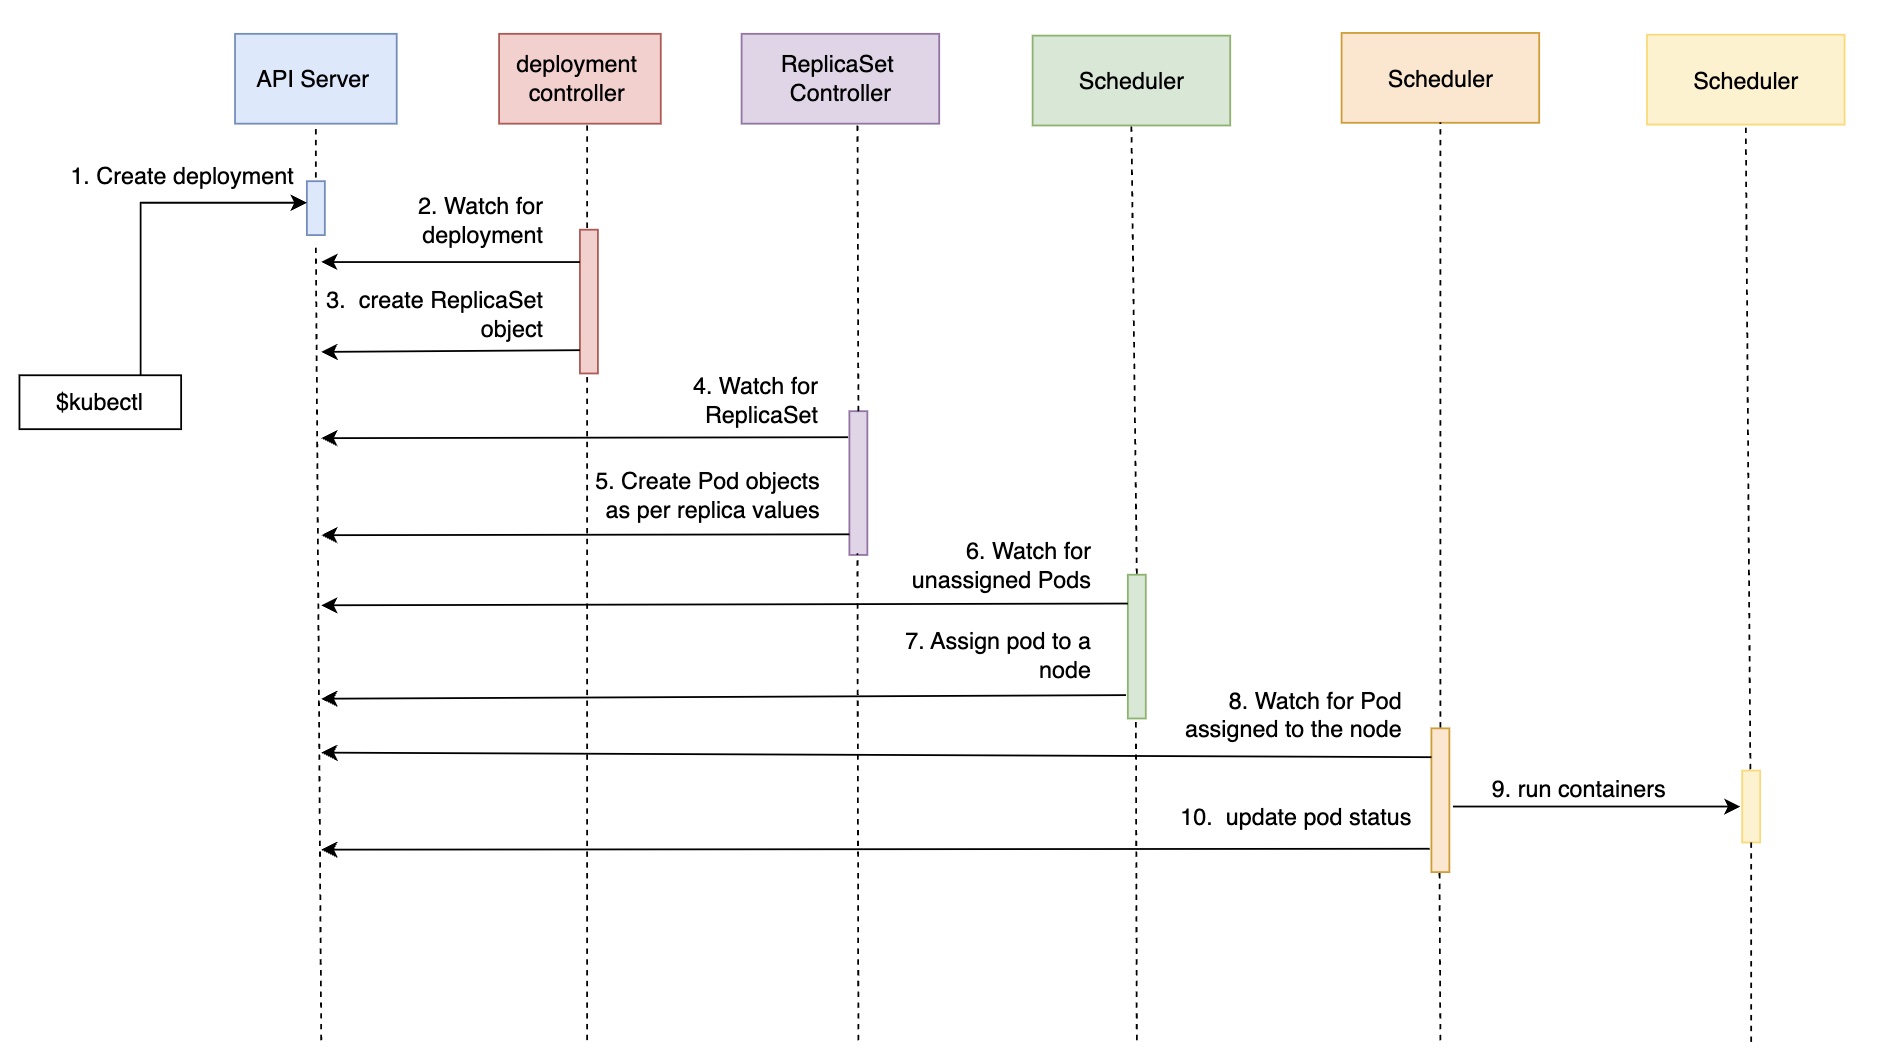 API Server
deployment
controller
ReplicaSet
Controller
Scheduler
Scheduler
Scheduler
1. Create deployment
2. Watch for
deployment
3.  create ReplicaSet
object
$kubectl
4. Watch for
ReplicaSet
5. Create Pod objects
as per replica values
6. Watch for
unassigned Pods
7. Assign pod to a
node
8. Watch for Pod
assigned to the node
9. run containers
10.  update pod status